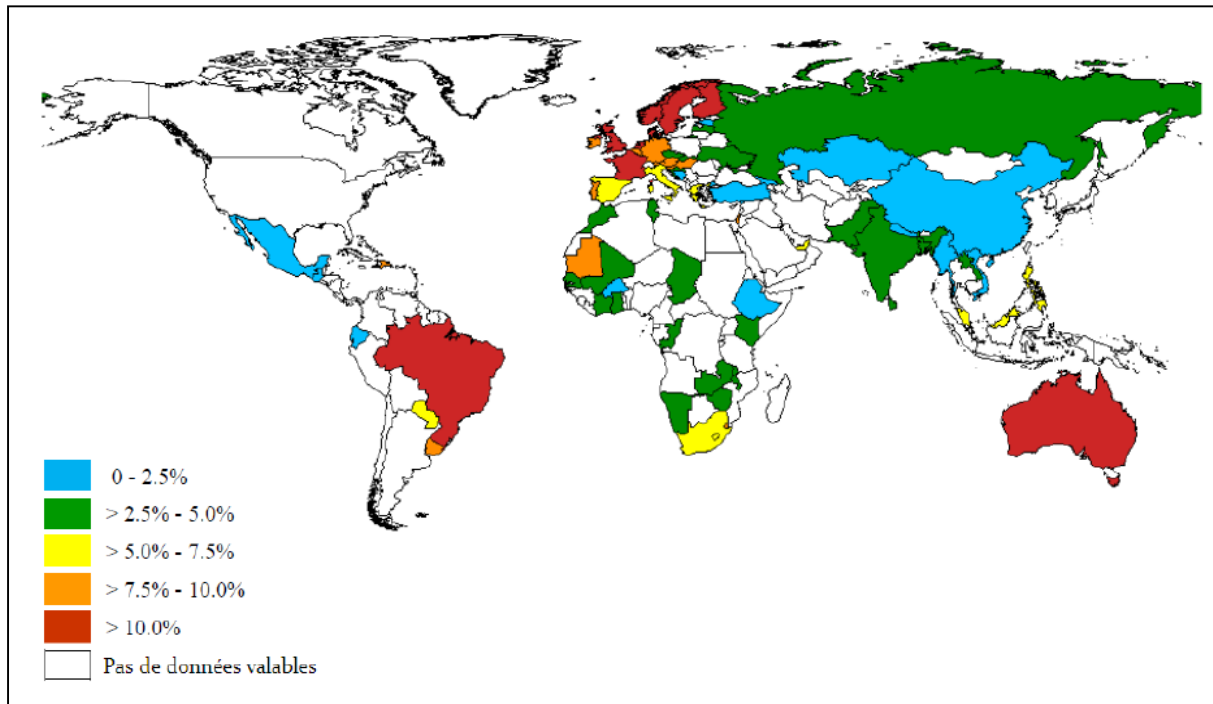 0 - 2.5%
> 2.5% - 5.0%
> 5.0% - 7.5%
> 7.5% - 10.0%
> 10.0%
Pas de données valables